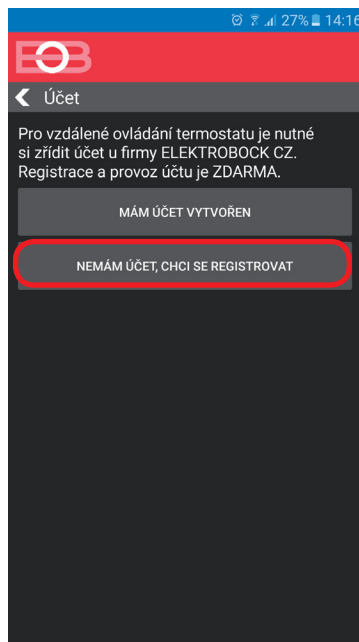 27% 14:16
EOB
Účet
Pro vzdálené ovládání termostatu je nutné
si zřídit účet u firmy ELEKTROBOCK CZ.
Registrace a provoz účtu je ZDARMA.
MÁM ÚČET VYTVOŘEN
NEMÁM ÚČET, CHCI SE REGISTROVAT